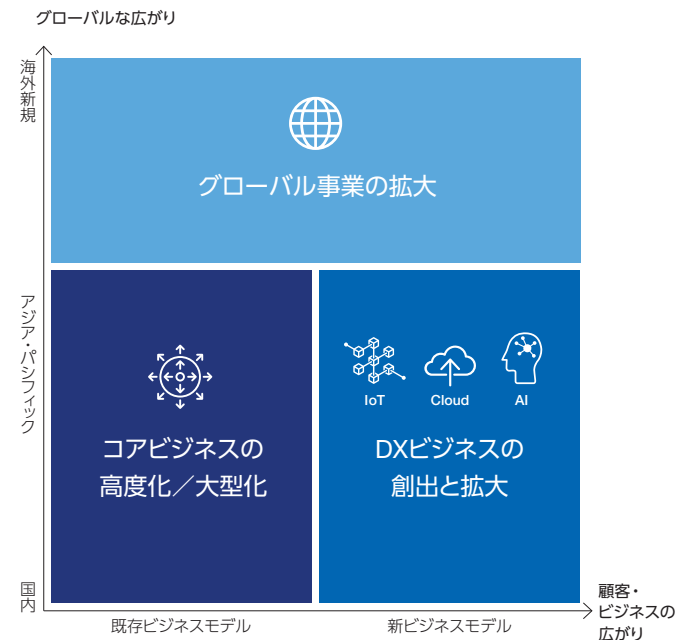 グローバルな広がり
海外新規
グローバル事業の拡大
アジア・パシフィック
IoT
Cloud
AI
コアビジネスの
高度化／大型化
DXビジネスの
創出と拡大
国内
既存ビジネスモデル
新ビジネスモデル
顧客・
ビジネスの
広がり